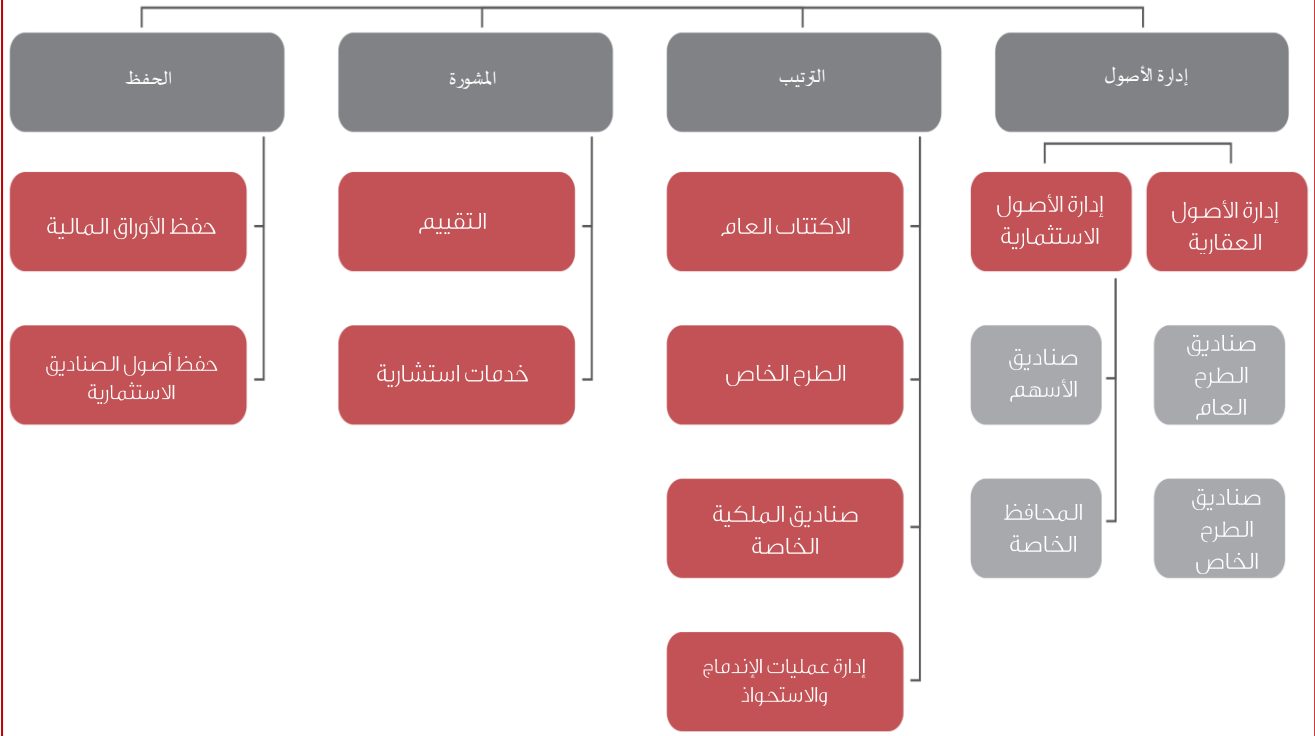 إدارة الأصول
الترتيب
المشورة
الحفظ
إدارة الأصول
العقارية
إدارة الأصول
الاستثمارية
الاكتتاب العام
التقييم
حفظ الأوراق المالية
صناديق
الطرح
العام
صناديق
الأسهم
الطرح الخاص
خدمات استشارية
حفظ أصول الصناديق
الاستثمارية
صناديق
الطرح
الخاص
المحافظ
الخاصة
صناديق الملكية
الخاصة
إدارة عمليات الإندماج
والاستحواذ